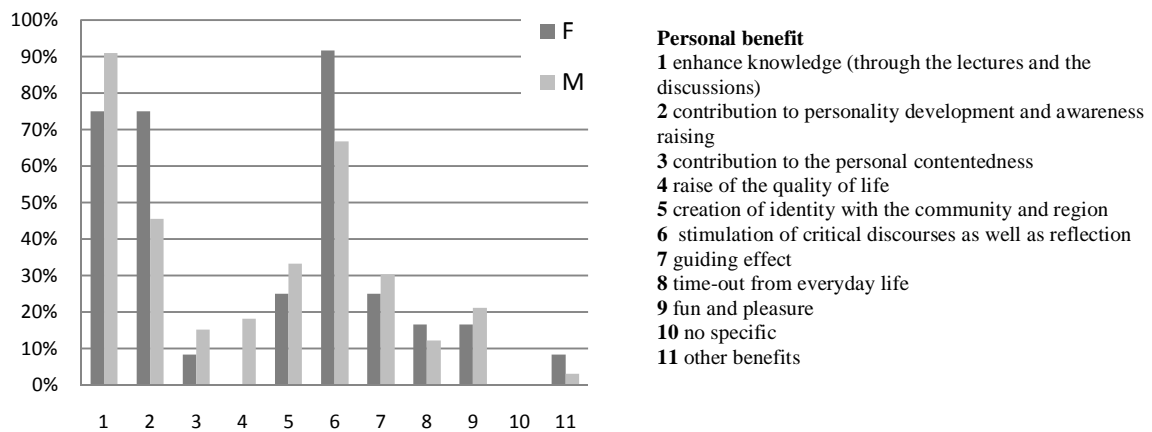 100%
90%
80%
70%
60%
50%
40%
30%
20%
10%
0%
1 2 3 4 5 6 7 8 9 10 11
F
M
Personal benefit
1 enhance knowledge (through the lectures and the
discussions)
2 contribution to personality development and awareness
raising
3 contribution to the personal contentedness
4 raise of the quality of life
5 creation of identity with the community and region
6 stimulation of critical discourses as well as reflection
7 guiding effect
8 time-out from everyday life
9 fun and pleasure
10 no specific
11 other benefits